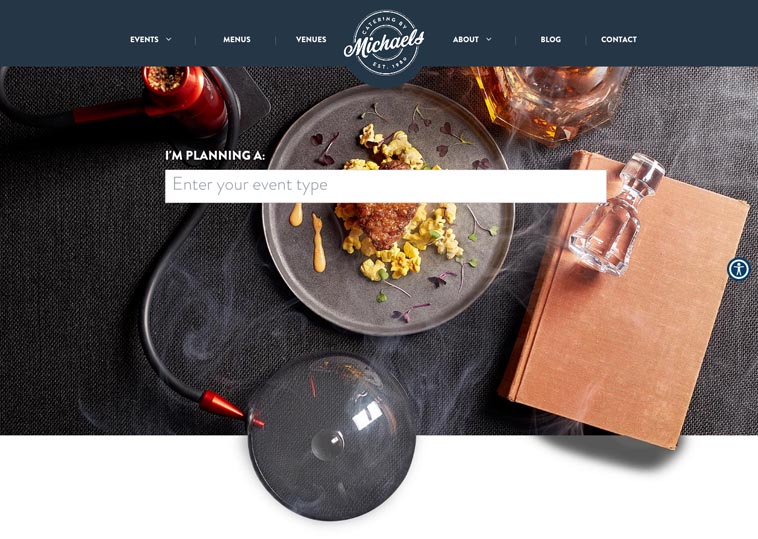 EVENTS
MENUS
VENUES
CATERING BY
Michaels
EST. 1980
ABOUT
BLOG
CONTACT
I'M PLANNING A:
Enter your event type